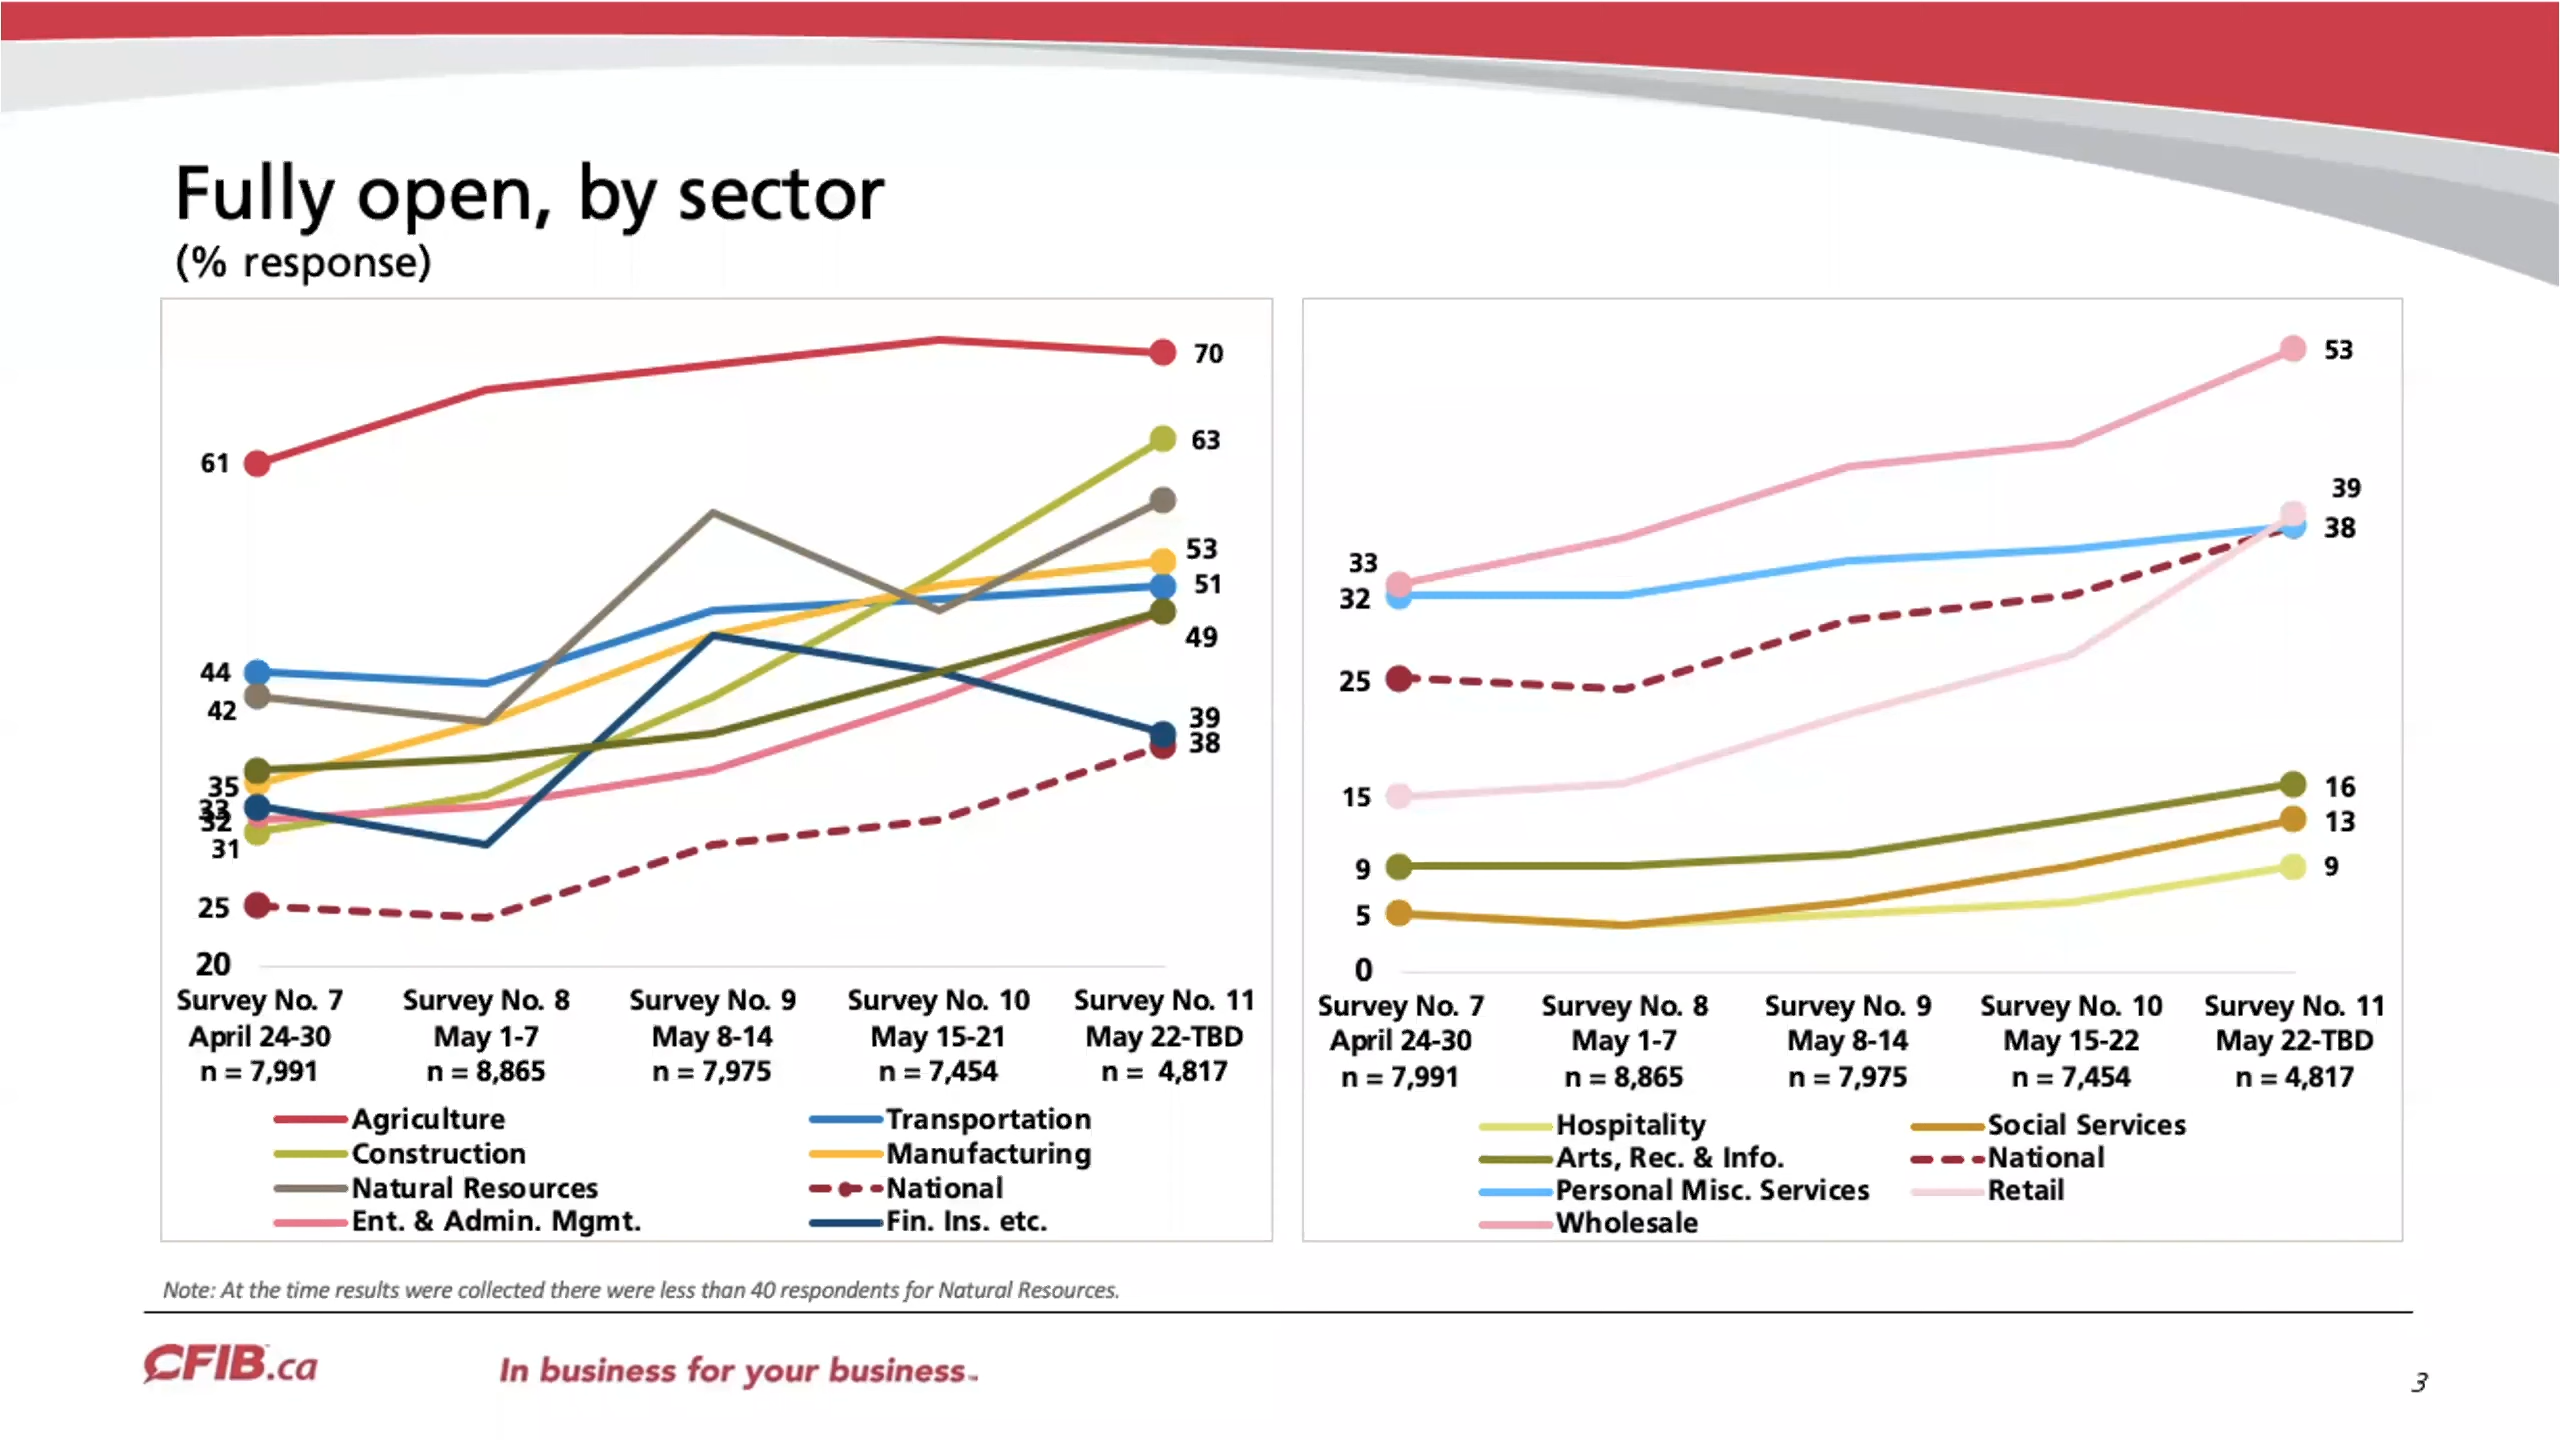 Fully open, by sector
(% response)
70
63
61
53
51
49
44
42
39
38
35
33
32
31
25
20
Survey No. 7 Survey No. 8 Survey No. 9 Survey No. 10 Survey No. 11
April 24-30 May 1-7 May 8-14 May 15-21 May 22-TBD
n = 7,991 n = 8,865 n = 7,975 n = 7,454 n = 4,817
Agriculture Transportation
Construction Manufacturing
Natural Resources National
Ent. & Admin. Mgmt. Fin. Ins. etc.
53
39
38
33
32
25
15
16
13
9
9
5
0
Survey No. 7 Survey No. 8 Survey No. 9 Survey No. 10 Survey No. 11
April 24-30 May 1-7 May 8-14 May 15-22 May 22-TBD
n = 7,991 n = 8,865 n = 7,975 n = 7,454 n = 4,817
Hospitality Social Services
Arts, Rec. & Info. National
Personal Misc. Services Retail
Wholesale
Note: At the time results were collected there were less than 40 respondents for Natural Resources.
CFIB.ca In business for your business™
3